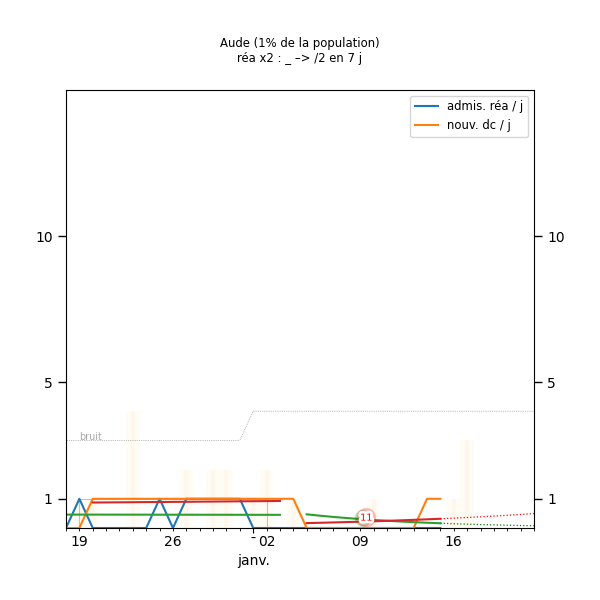 Aude (1% de la population)
réa x2 : _ –> /2 en 7 j
admis. réa / j
nouv. dc / j
10 10
5 5
bruit
1 1
11
19 26 - 02 09 16
janv.